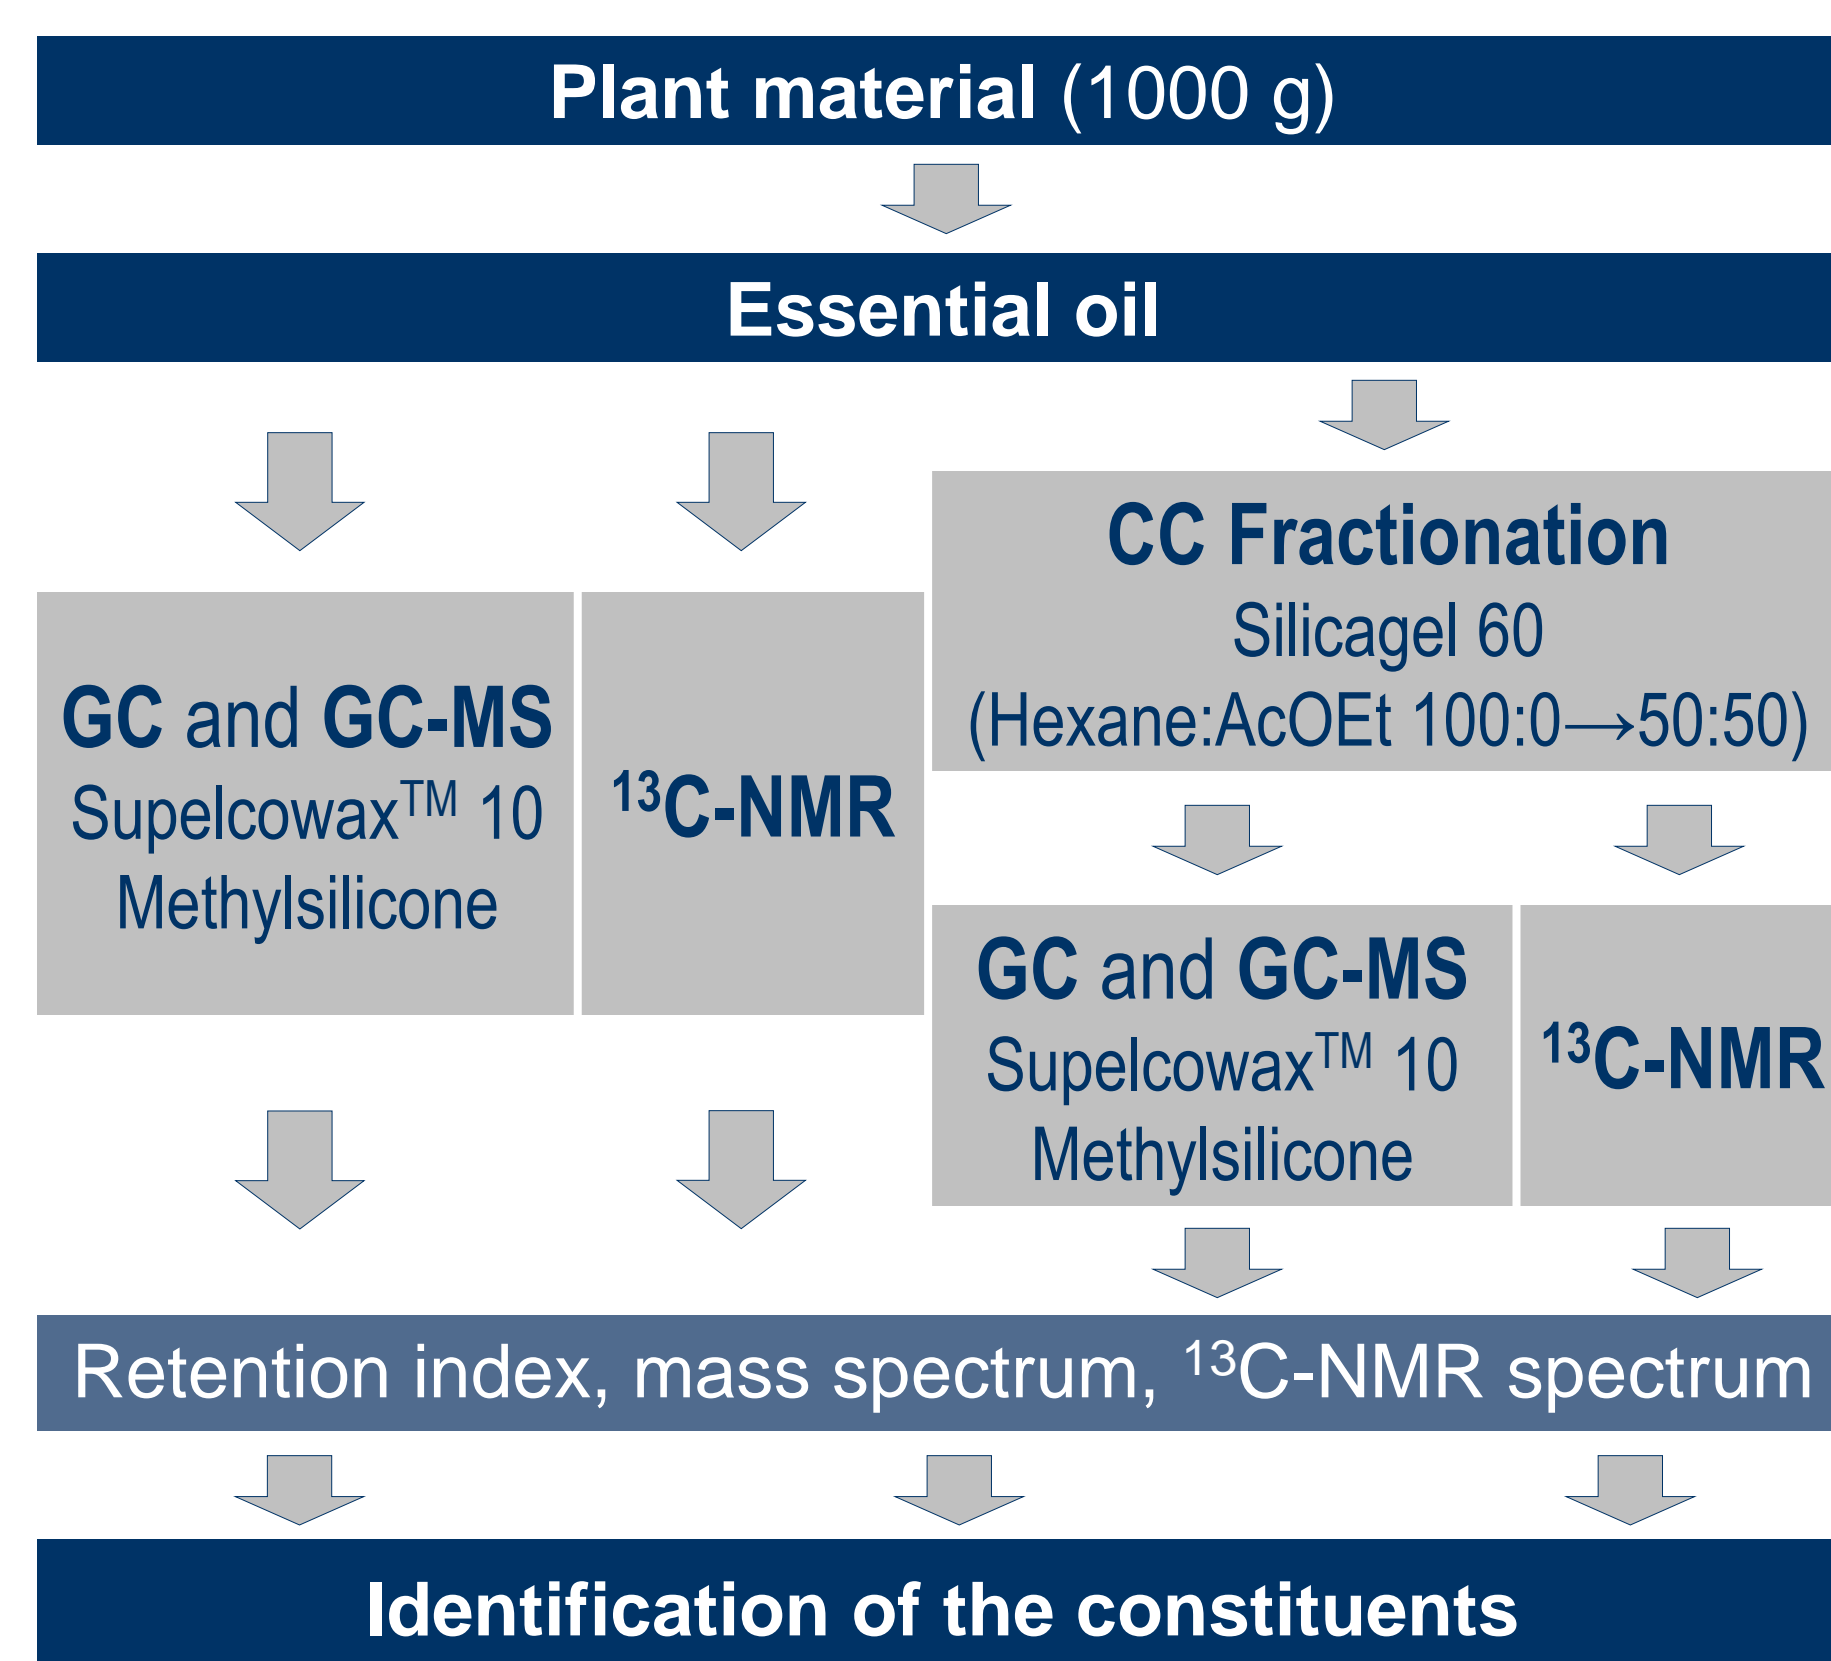 Plant material (1000 g)
Essential oil
GC and GC-MS
Supelcowax™ 10
Methylsilicone
¹³C-NMR
CC Fractionation
Silicagel 60
(Hexane:AcOEt 100:0→50:50)
GC and GC-MS
Supelcowax™ 10
Methylsilicone
¹³C-NMR
Retention index, mass spectrum, ¹³C-NMR spectrum
Identification of the constituents